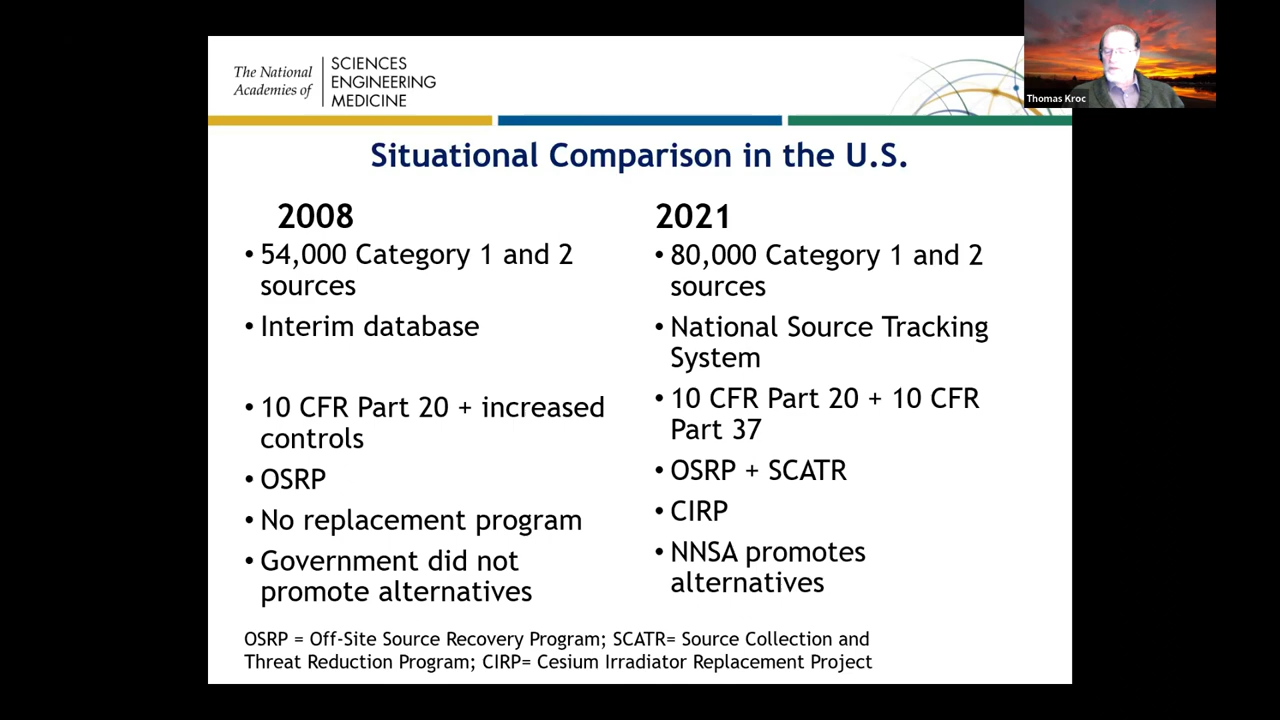 The National
Academies of
SCIENCES
ENGINEERING
MEDICINE
Thomas Kroc
Situational Comparison in the U.S.
2008
• 54,000 Category 1 and 2
sources
• Interim database
• 10 CFR Part 20 + increased
controls
• OSRP
• No replacement program
• Government did not
promote alternatives
2021
• 80,000 Category 1 and 2
sources
• National Source Tracking
System
• 10 CFR Part 20 + 10 CFR
Part 37
• OSRP + SCATR
• CIRP
• NNSA promotes
alternatives
OSRP = Off-Site Source Recovery Program; SCATR= Source Collection and
Threat Reduction Program; CIRP= Cesium Irradiator Replacement Project